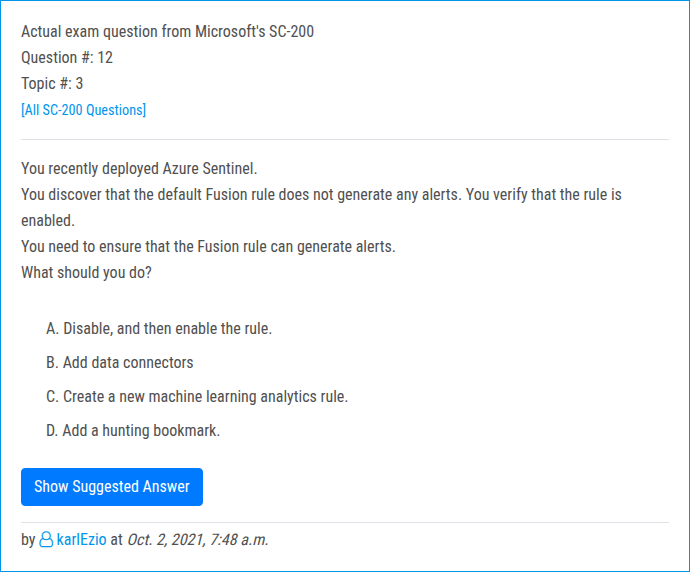 Actual exam question from Microsoft's SC-200
Question #: 12
Topic #: 3
[All SC-200 Questions]
You recently deployed Azure Sentinel.
You discover that the default Fusion rule does not generate any alerts. You verify that the rule is
enabled.
You need to ensure that the Fusion rule can generate alerts.
What should you do?
A. Disable, and then enable the rule.
B. Add data connectors
C. Create a new machine learning analytics rule.
D. Add a hunting bookmark.
Show Suggested Answer
by karlEzio at Oct. 2, 2021, 7:48 a.m.